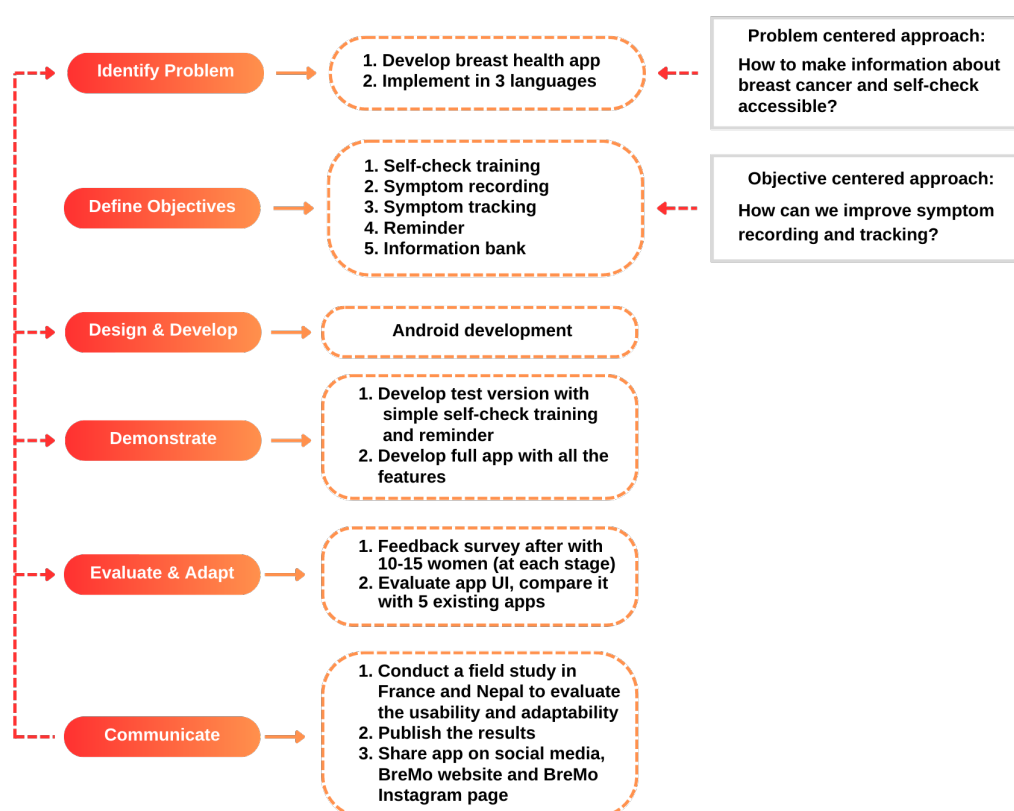 Identify Problem
1. Develop breast health app
2. Implement in 3 languages
Problem centered approach:
How to make information about
breast cancer and self-check
accessible?
Define Objectives
1. Self-check training
2. Symptom recording
3. Symptom tracking
4. Reminder
5. Information bank
Objective centered approach:
How can we improve symptom
recording and tracking?
Design & Develop
Android development
Demonstrate
1. Develop test version with
simple self-check training
and reminder
2. Develop full app with all the
features
Evaluate & Adapt
1. Feedback survey after with
10-15 women (at each stage)
2. Evaluate app UI, compare it
with 5 existing apps
Communicate
1. Conduct a field study in
France and Nepal to evaluate
the usability and adaptability
2. Publish the results
3. Share app on social media,
BreMo website and BreMo
Instagram page